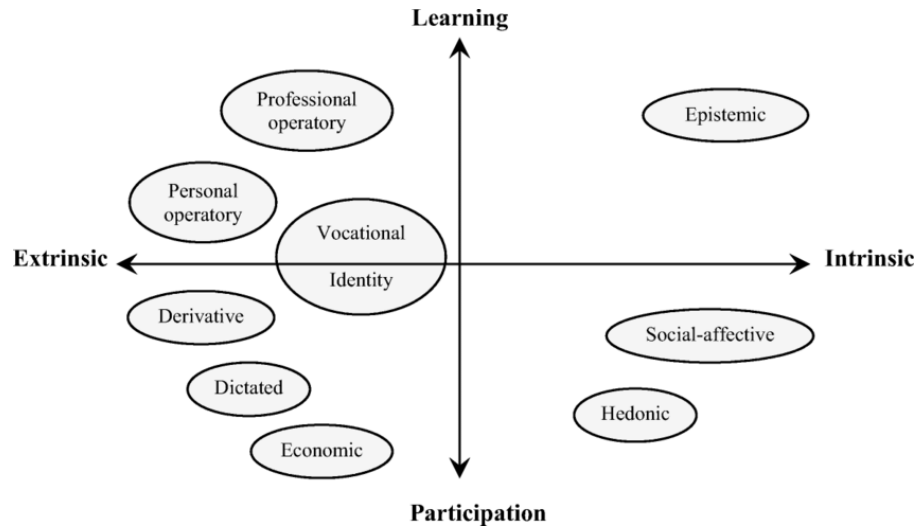 Learning
Professional
operatory
Epistemic
Personal
operatory
Vocational
Identity
Extrinsic
Intrinsic
Derivative
Social-affective
Dictated
Hedonic
Economic
Participation